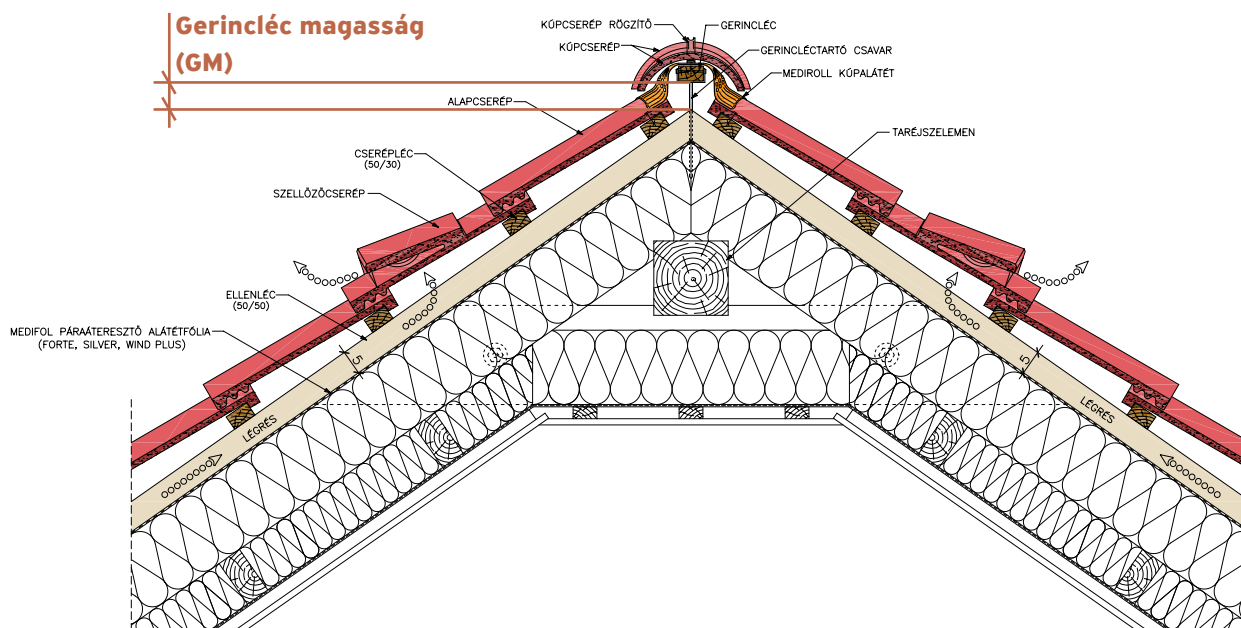 Gerincléc magasság
(GM)
KÚPCSERÉP RÖGZÍTŐ
GERINCLÉC
KÚPCSERÉP
GERINCLÉCTARTÓ CSAVAR
MEDIROLL KÚPALÁTÉT
ALAPCSERÉP
TARÉJSZELEMEN
CSERÉPLÉC
(50/30)
SZELLŐZŐCSERÉP
ELLENLÉC
(50/50)
MEDIFOL PÁRAÁTERESZTŐ ALÁTÉTFÓLIA
(FORTE, SILVER, WIND PLUS)
5
5
LÉGRÉS
LÉGRÉS